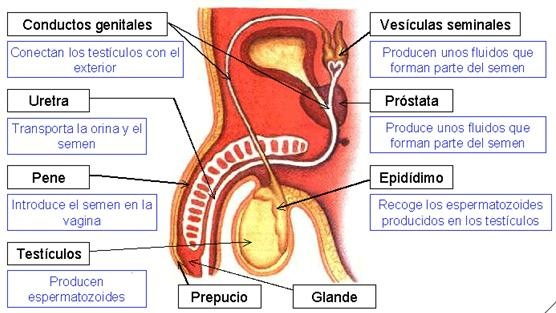 Conductos genitales
Conectan los testículos con el
exterior
Uretra
Transporta la orina y el
semen
Pene
Introduce el semen en la
vagina
Testículos
Producen
espermatozoides
Prepucio
Glande
Vesículas seminales
Producen unos fluidos que
forman parte del semen
Próstata
Produce unos fluidos que
forman parte del semen
Epidídimo
Recoge los espermatozoides
producidos en los testículos